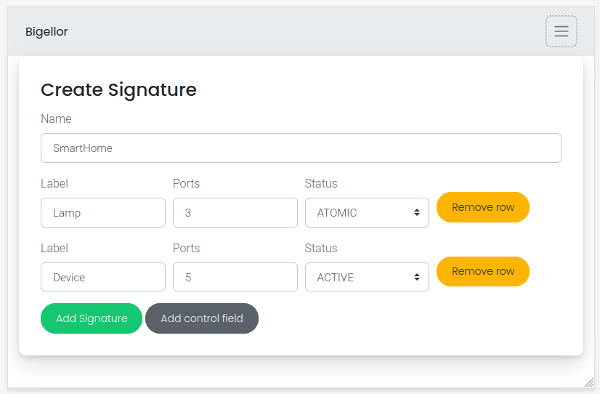 Bigellor
Create Signature
Name
SmartHome
Label Ports Status
Lamp 3 ATOMIC Remove row
Label Ports Status
Device 5 ACTIVE Remove row
Add Signature Add control field